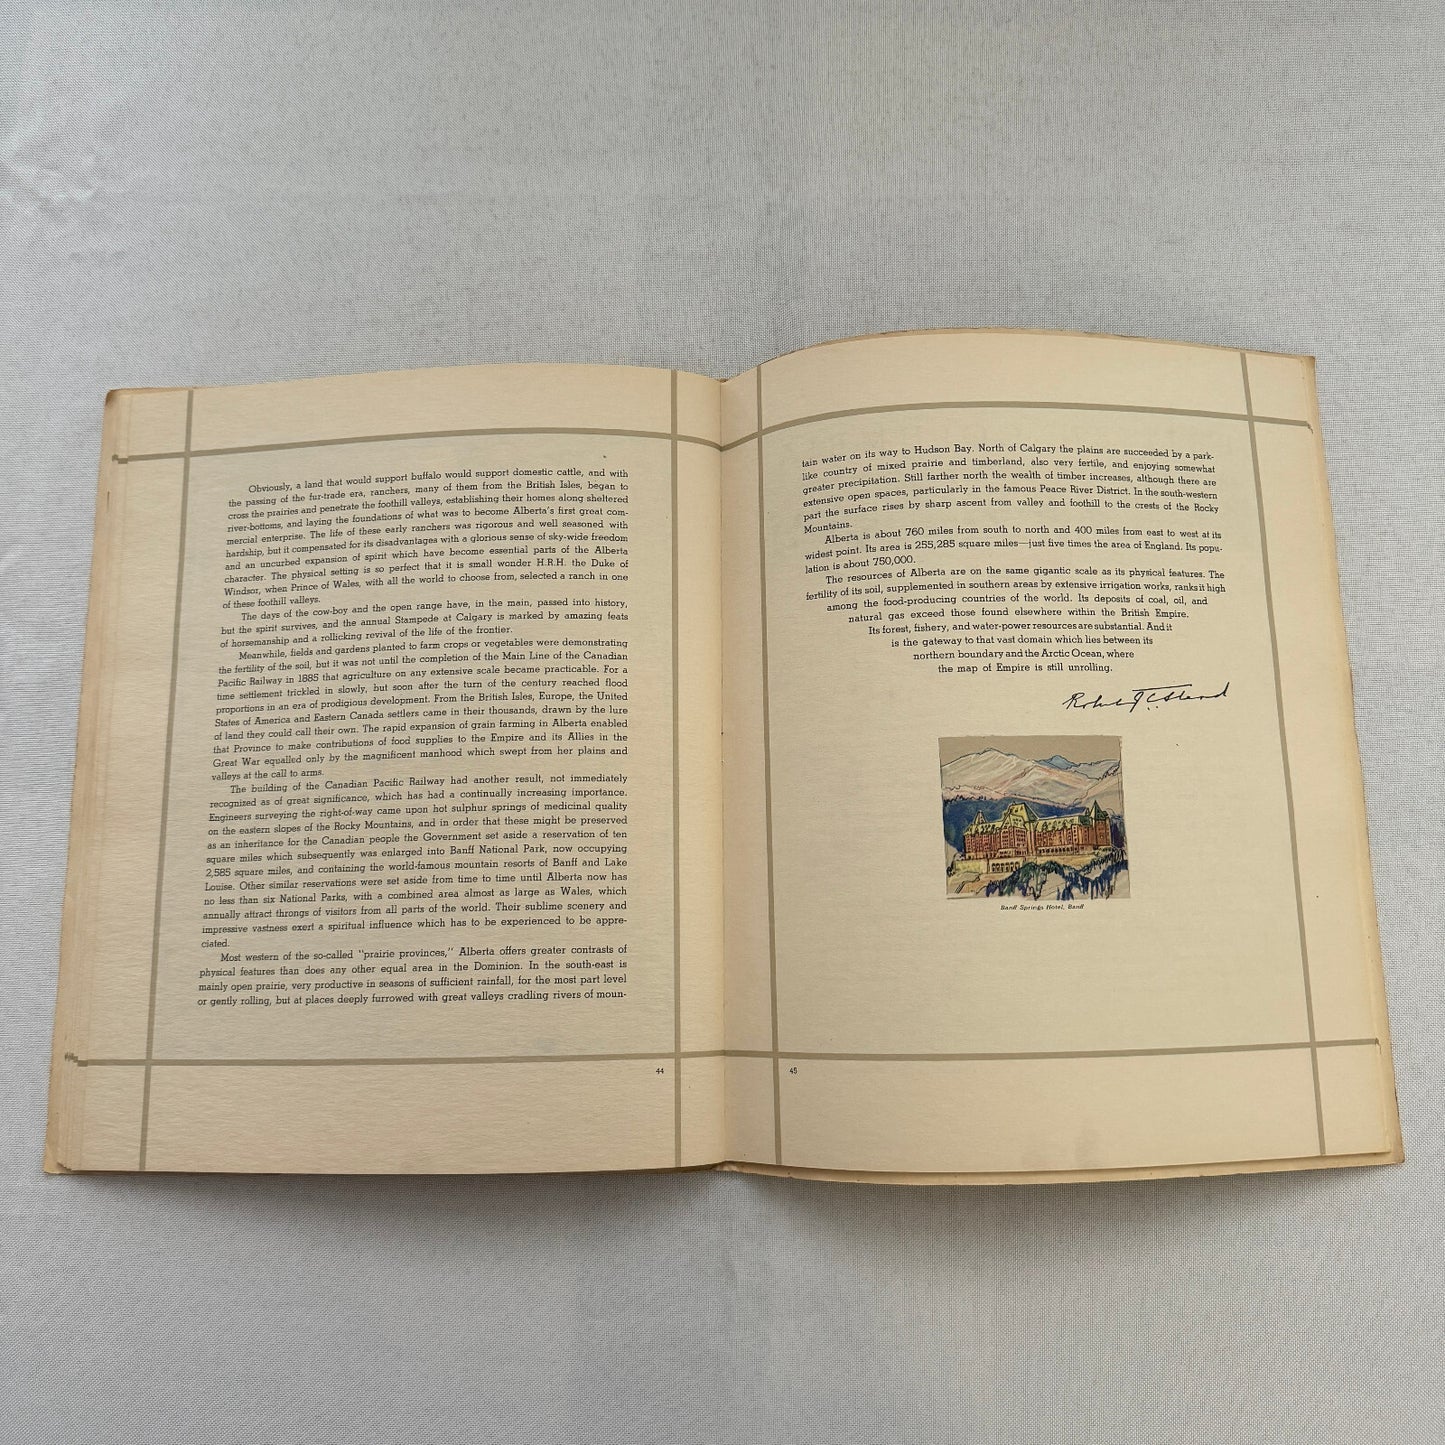 Obviously, a land that would support buffalo would support domestic cattle, and with
the passing of the fur-trade era, ranchers, many of them from the British Isles, began to
cross the prairies and penetrate the foothill valleys, establishing their homes along sheltered
river-bottoms, and laying the foundations of what was to become Alberta's first great com-
mercial enterprise. The life of these early ranchers was rigorous and well seasoned with
hardship, but it compensated for its disadvantages with a glorious sense of sky-wide freedom
and an uncurbed expansion of spirit which have become essential parts of the Alberta
character. The physical setting is so perfect that it is small wonder H.R.H. the Duke of
Windsor, when Prince of Wales, with all the world to choose from, selected a ranch in one
of these foothill valleys.
The days of the cow-boy and the open range have, in the main, passed into history,
but the spirit survives, and the annual Stampede at Calgary is marked by amazing feats
of horsemanship and a rollicking revival of the life of the frontier.
Meanwhile, fields and gardens planted to farm crops or vegetables were demonstrating
the fertility of the soil, but it was not until the completion of the Main Line of the Canadian
Pacific Railway in 1885 that agriculture on any extensive scale became practicable. For a
time settlement trickled in slowly, but soon after the turn of the century reached flood
proportions in an era of prodigious development. From the British Isles, Europe, the United
States of America and Eastern Canada settlers came in their thousands, drawn by the lure
of land they could call their own. The rapid expansion of grain farming in Alberta enabled
that Province to make contributions of food supplies to the Empire and its Allies in the
Great War equalled only by the magnificent manhood which swept from her plains and
valleys at the call to arms.
The building of the Canadian Pacific Railway had another result, not immediately
recognized as of great significance, which has had a continually increasing importance.
Engineers surveying the right-of-way came upon hot sulphur springs of medicinal quality
on the eastern slopes of the Rocky Mountains, and in order that these might be preserved
as an inheritance for the Canadian people the Government set aside a reservation of ten
square miles which subsequently was enlarged into Banff National Park, now occupying
2,585 square miles, and containing the world-famous mountain resorts of Banff and Lake
Louise. Other similar reservations were set aside from time to time until Alberta now has
no less than six National Parks, with a combined area almost as large as Wales, which
annually attract throngs of visitors from all parts of the world. Their sublime scenery and
impressive vastness exert a spiritual influence which has to be experienced to be appre-
ciated.
Most western of the so-called "prairie provinces," Alberta offers greater contrasts of
physical features than does any other equal area in the Dominion. In the south-east is
mainly open prairie, very productive in seasons of sufficient rainfall, for the most part level
or gently rolling, but at places deeply furrowed with great valleys cradling rivers of moun-
44
tain water on its way to Hudson Bay. North of Calgary the plains are succeeded by a park-
like country of mixed prairie and timberland, also very fertile, and enjoying somewhat
greater precipitation. Still farther north the wealth of timber increases, although there are
extensive open spaces, particularly in the famous Peace River District. In the south-western
part the surface rises by sharp ascent from valley and foothill to the crests of the Rocky
Mountains.
Alberta is about 760 miles from south to north and 400 miles from east to west at its
widest point. Its area is 255,285 square miles—just five times the area of England. Its popu-
lation is about 750,000.
The resources of Alberta are on the same gigantic scale as its physical features. The
fertility of its soil, supplemented in southern areas by extensive irrigation works, ranks it high
among the food-producing countries of the world. Its deposits of coal, oil, and
natural gas exceed those found elsewhere within the British Empire.
Its forest, fishery, and water-power resources are substantial. And it
is the gateway to that vast domain which lies between its
northern boundary and the Arctic Ocean, where
the map of Empire is still unrolling.
Robert J C Stead
Banff Springs Hotel, Banff
45